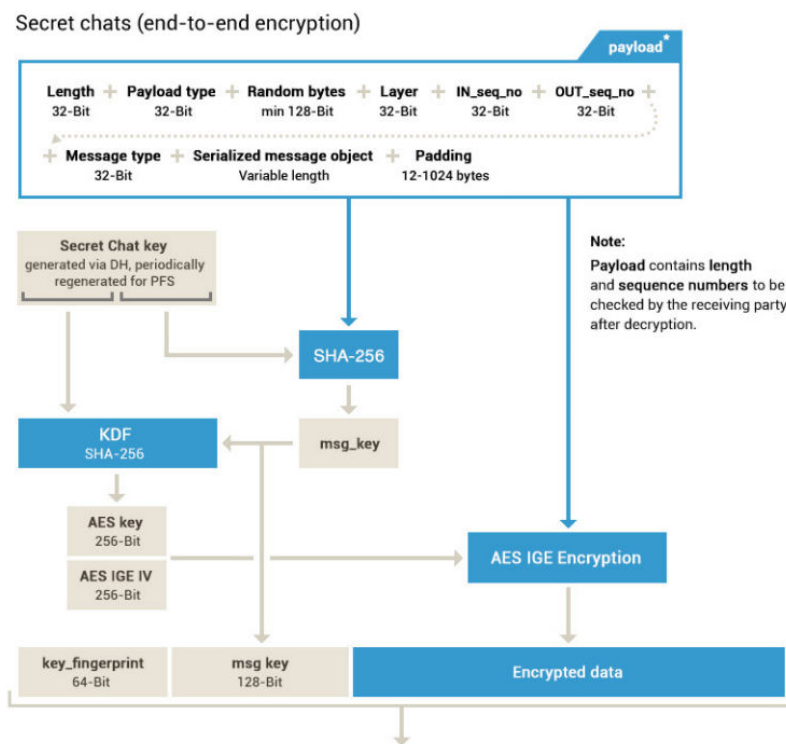 Secret chats (end-to-end encryption)
payload*
Length + Payload type + Random bytes + Layer + IN_seq_no + OUT_seq_no +
32-Bit 32-Bit min 128-Bit 32-Bit 32-Bit 32-Bit
+ Message type + Serialized message object + Padding
32-Bit Variable length 12-1024 bytes
Secret Chat key
generated via DH, periodically
regenerated for PFS
Note:
Payload contains length
and sequence numbers to be
checked by the receiving party
after decryption.
SHA-256
KDF
SHA-256
msg_key
AES key
256-Bit
AES IGE IV
256-Bit
AES IGE Encryption
key_fingerprint
64-Bit
msg key
128-Bit
Encrypted data